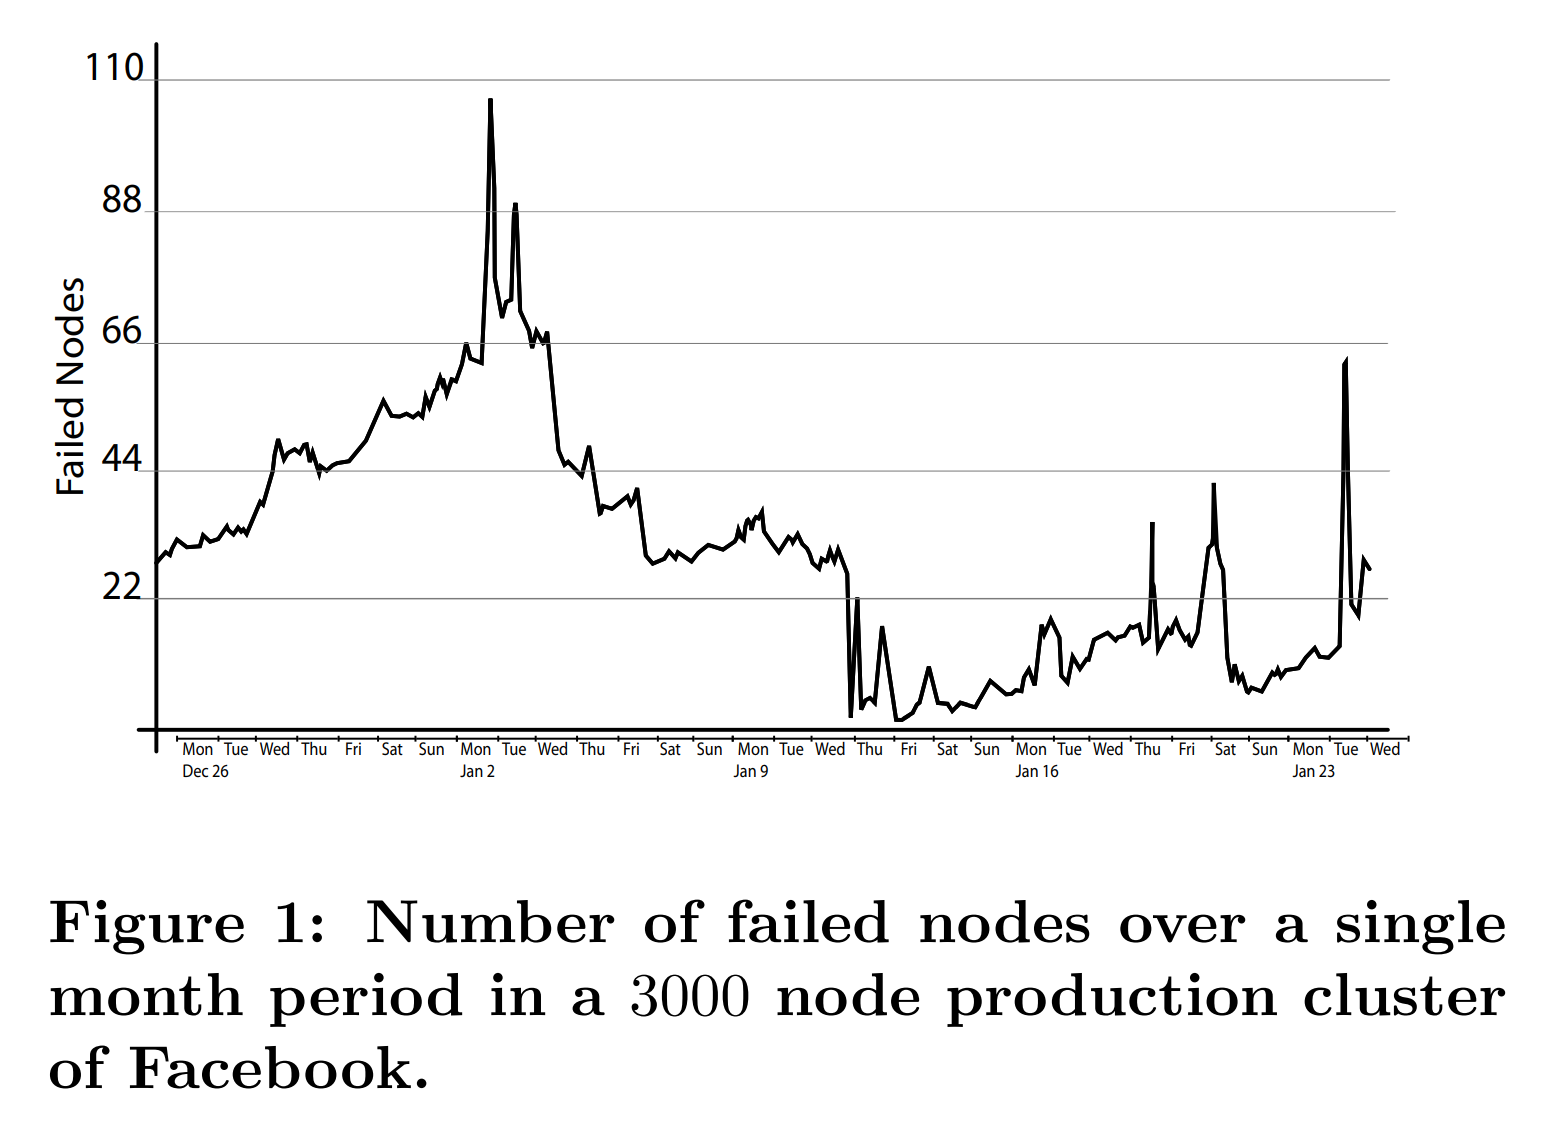 110
88
66
44
22
Failed Nodes
Mon Tue Wed Thu Fri Sat Sun Mon Tue Wed Thu Fri Sat Sun Mon Tue Wed Thu Fri Sat Sun Mon Tue Wed Thu Fri Sat Sun Mon Tue Wed
Dec 26 Jan 2 Jan 9 Jan 16 Jan 23
Figure 1: Number of failed nodes over a single
month period in a 3000 node production cluster
of Facebook.